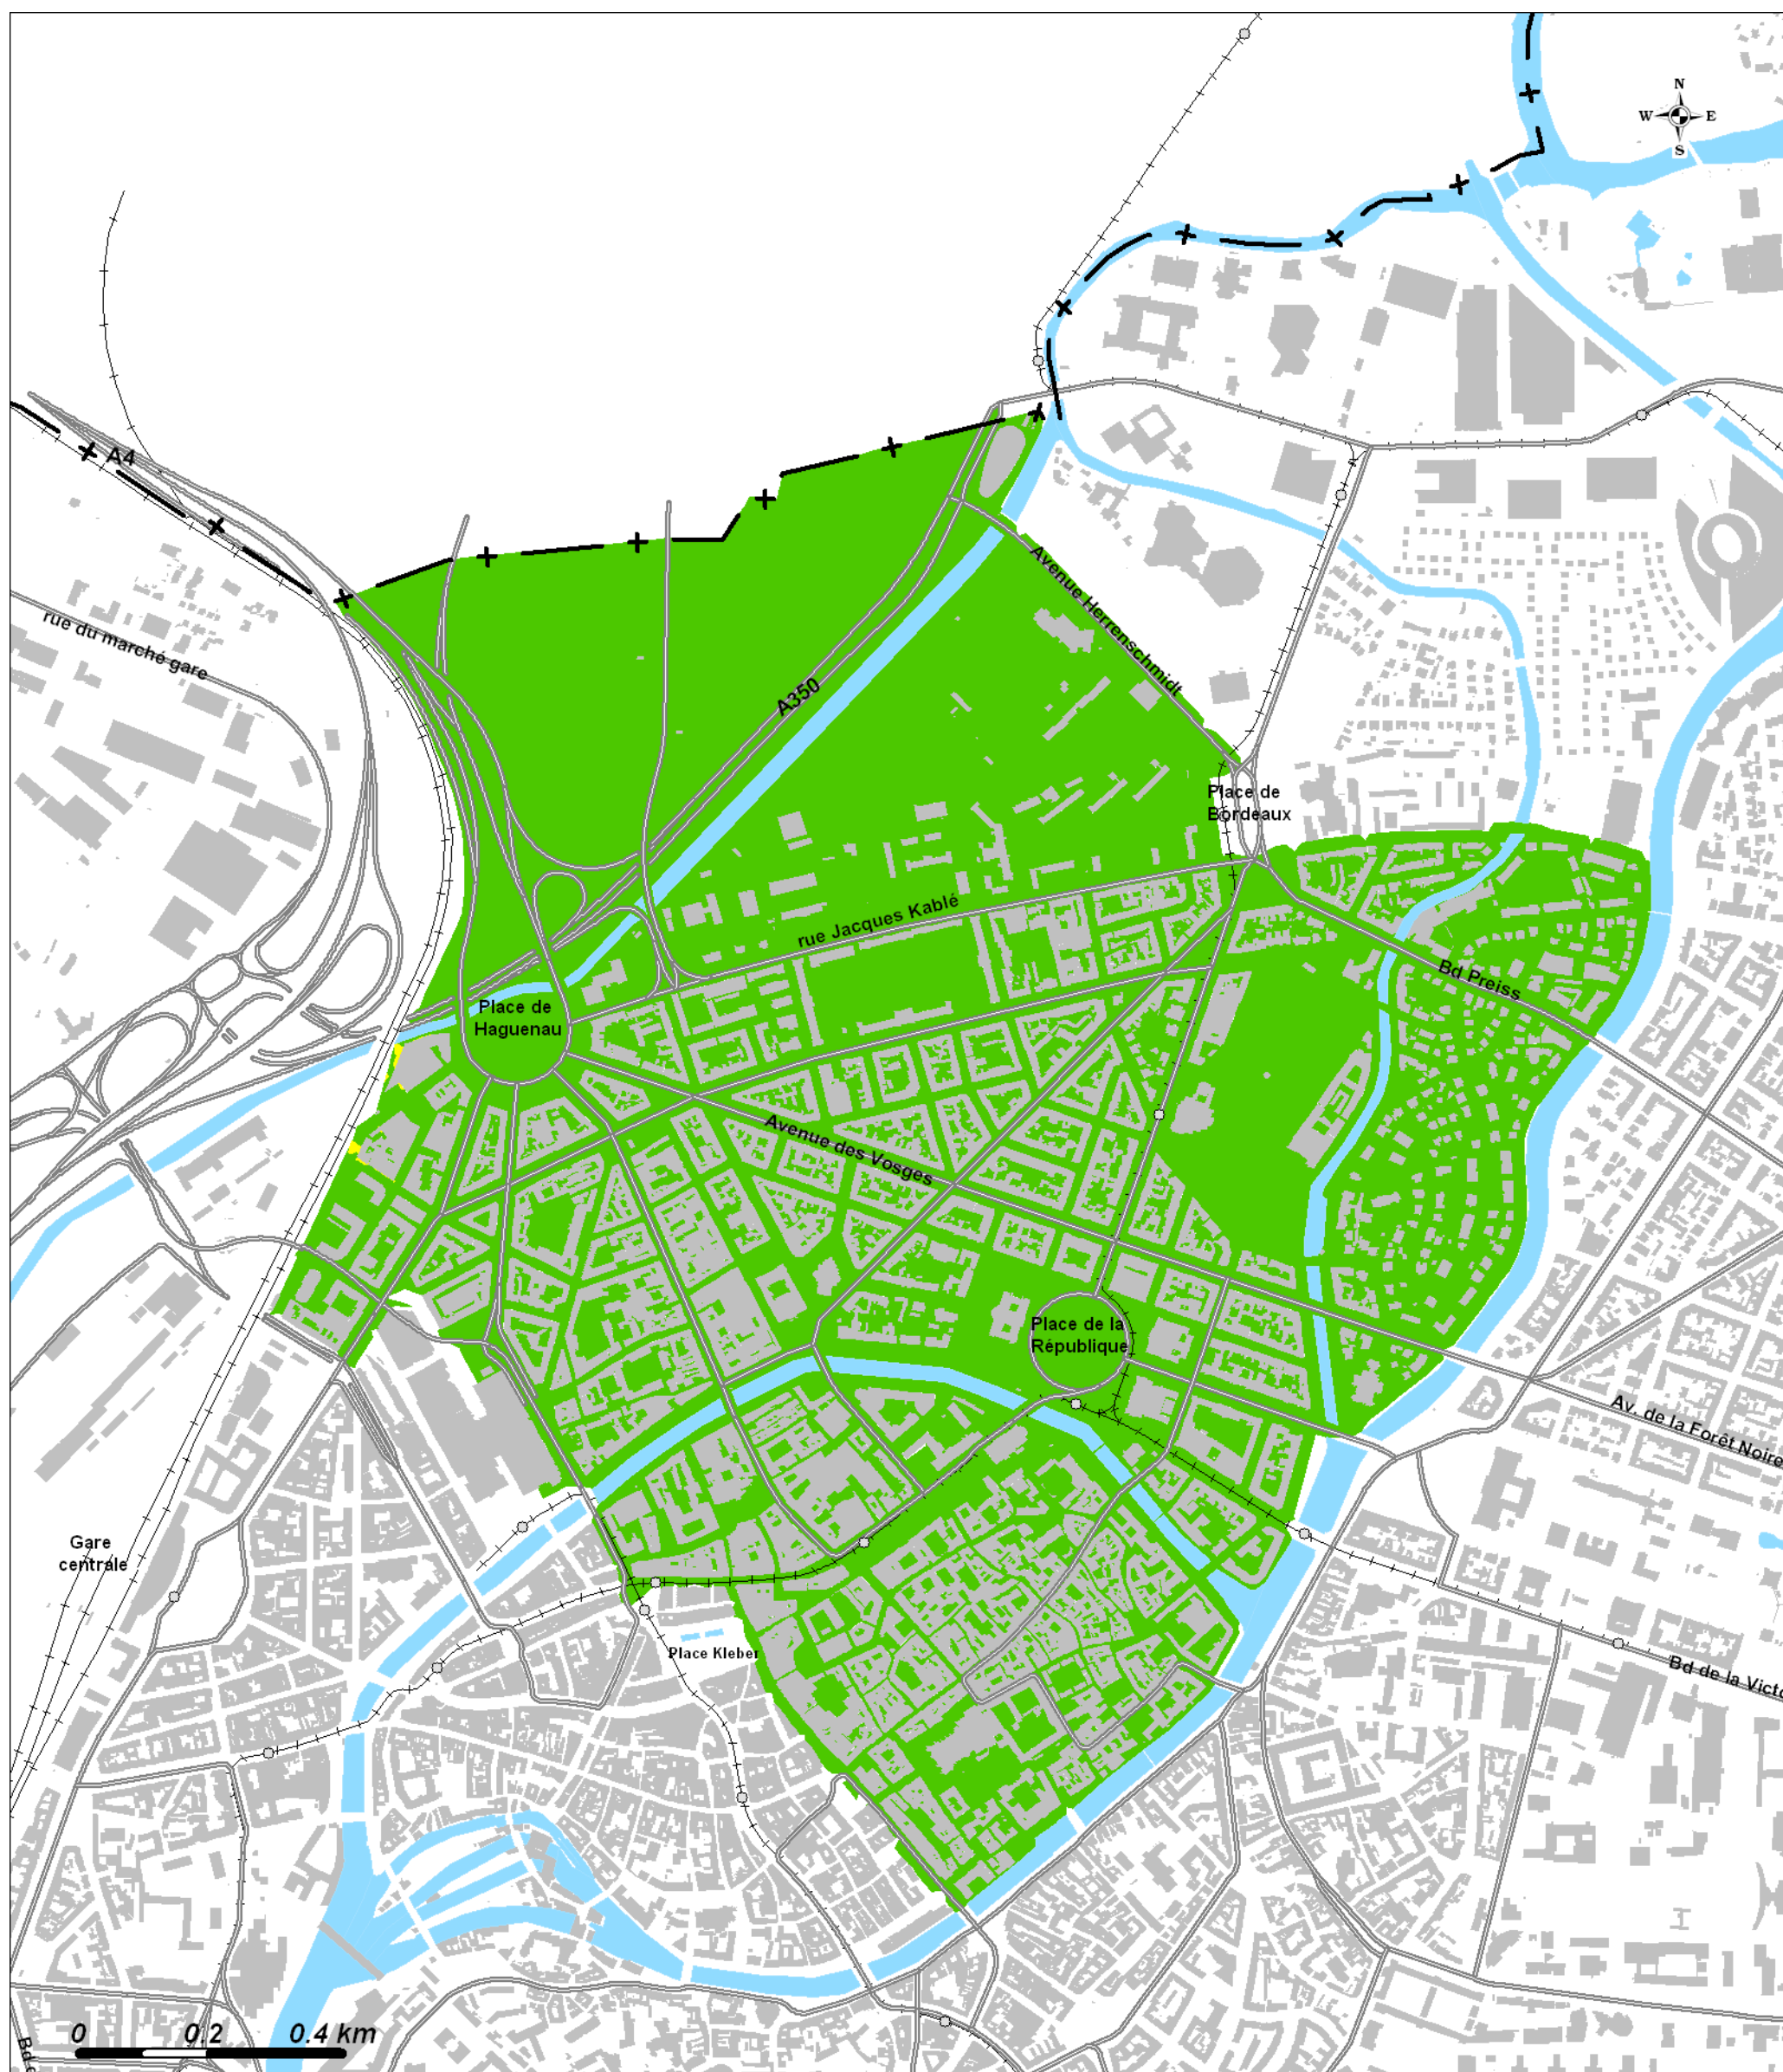 N
W E
S
A4
rue du marché gare
Avenue Herrenschmidt
A350
Place de
Bordeaux
rue Jacques Kablé
Bd Preiss
Place de
Haguenau
Avenue des Vosges
Place de la
République
Av. de la Forêt Noire
Gare
centrale
Place Kleber
Bd de la Victo
0 0.2 0.4 km
Bd